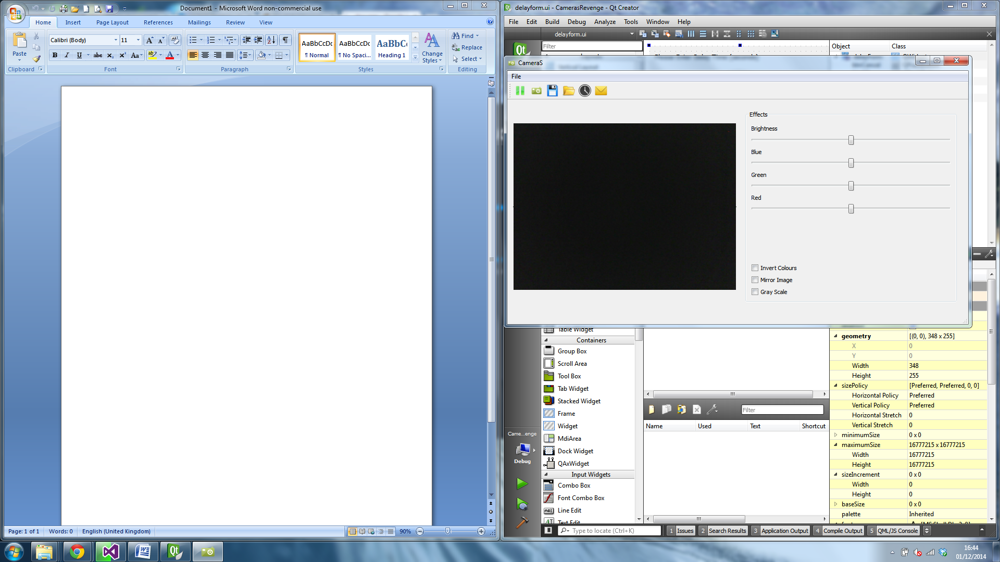 Document1 - Microsoft Word non-commercial use
Home Insert Page Layout References Mailings Review View
Paste
Calibri (Body) 11
AaBbCcDc AaBbCcDc AaBbCc
¶ Normal ¶ No Spaci... Heading 1
Change Styles
Find
Replace
Select
Clipboard Font Paragraph Styles Editing
Page: 1 of 1 Words: 0 English (United Kingdom) 90%
delayform.ui - CamerasRevenge - Qt Creator
File Edit Build Debug Analyze Tools Window Help
delayform.ui
Filter
Object Class
CameraS
File
Effects
Brightness
Blue
Green
Red
Invert Colours
Mirror Image
Gray Scale
Table Widget
Containers
Group Box
Scroll Area
Tool Box
Tab Widget
Stacked Widget
Frame
Widget
MdiArea
Dock Widget
QAxWidget
Input Widgets
Combo Box
Font Combo Box
Line Edit
Text Edit
Came...enge
Debug
Filter
Name Used Text Shortcut
geometry [(0, 0), 348 x 255]
X 0
Y 0
Width 348
Height 255
sizePolicy [Preferred, Preferred, 0, 0]
Horizontal Policy Preferred
Vertical Policy Preferred
Horizontal Stretch 0
Vertical Stretch 0
minimumSize 0 x 0
maximumSize 16777215 x 16777215
Width 16777215
Height 16777215
sizeIncrement 0 x 0
Width 0
Height 0
baseSize 0 x 0
palette Inherited
Type to locate (Ctrl+K) 1 Issues 2 Search Results 3 Application Output 4 Compile Output 5 QML/JS Console
16:44
01/12/2014